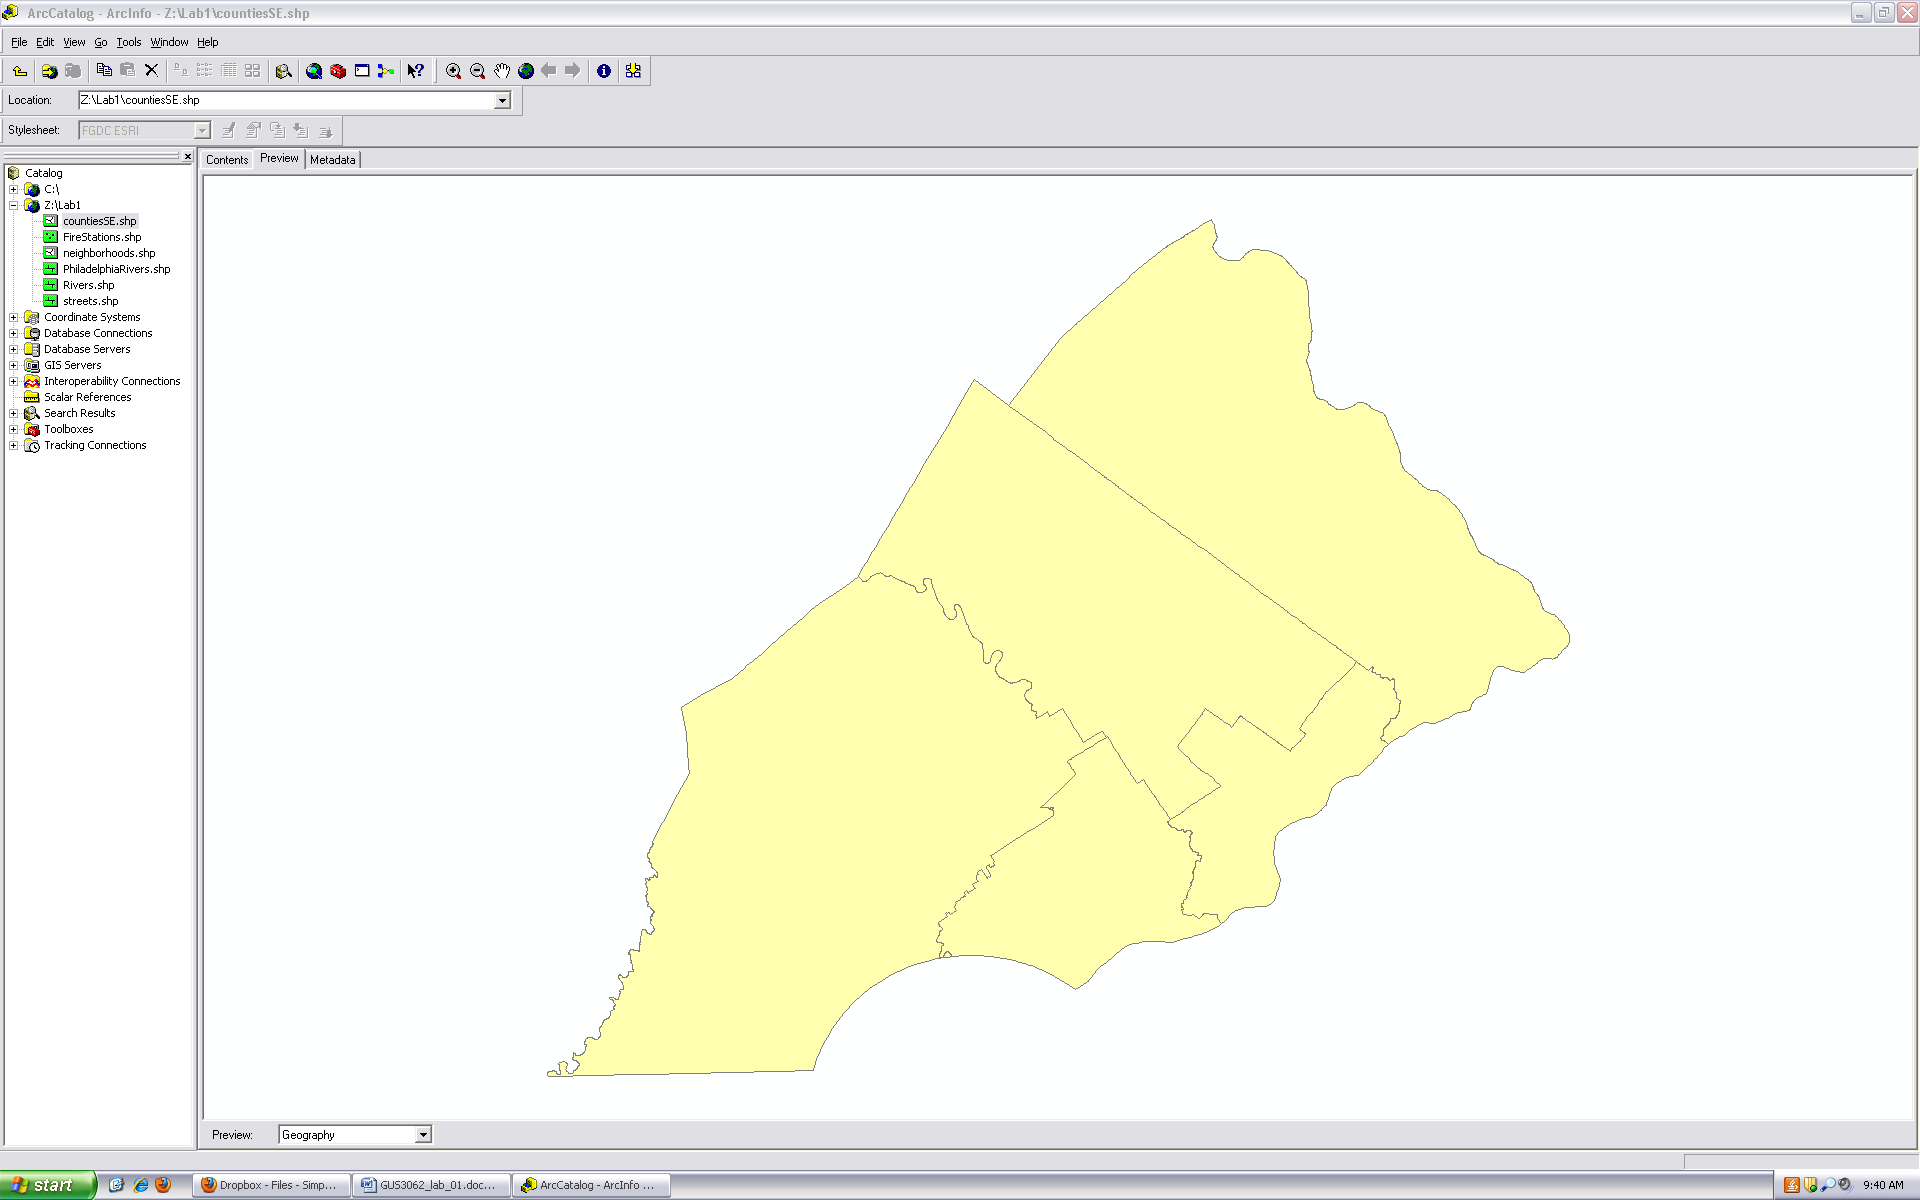 ArcCatalog - ArcInfo - Z:\Lab1\countiesSE.shp
File Edit View Go Tools Window Help
Location: Z:\Lab1\countiesSE.shp
Stylesheet: FGDC ESRI
Contents Preview Metadata
Catalog
C:\
Z:\Lab1
countiesSE.shp
FireStations.shp
neighborhoods.shp
PhiladelphiaRivers.shp
Rivers.shp
streets.shp
Coordinate Systems
Database Connections
Database Servers
GIS Servers
Interoperability Connections
Scalar References
Search Results
Toolboxes
Tracking Connections
Preview: Geography
start Dropbox - Files - Simp... GUS3062_lab_01.doc... ArcCatalog - ArcInfo ... 9:40 AM